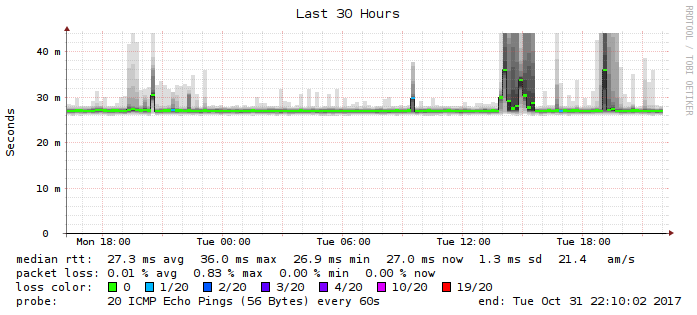 Last 30 Hours
RRDTOOL / TOBI OETIKER
Seconds
40 m
30 m
20 m
10 m
0
Mon 18:00 Tue 00:00 Tue 06:00 Tue 12:00 Tue 18:00
median rtt: 27.3 ms avg 36.0 ms max 26.9 ms min 27.0 ms now 1.3 ms sd 21.4 am/s
packet loss: 0.01 % avg 0.83 % max 0.00 % min 0.00 % now
loss color: 0 1/20 2/20 3/20 4/20 10/20 19/20
probe: 20 ICMP Echo Pings (56 Bytes) every 60s end: Tue Oct 31 22:10:02 2017